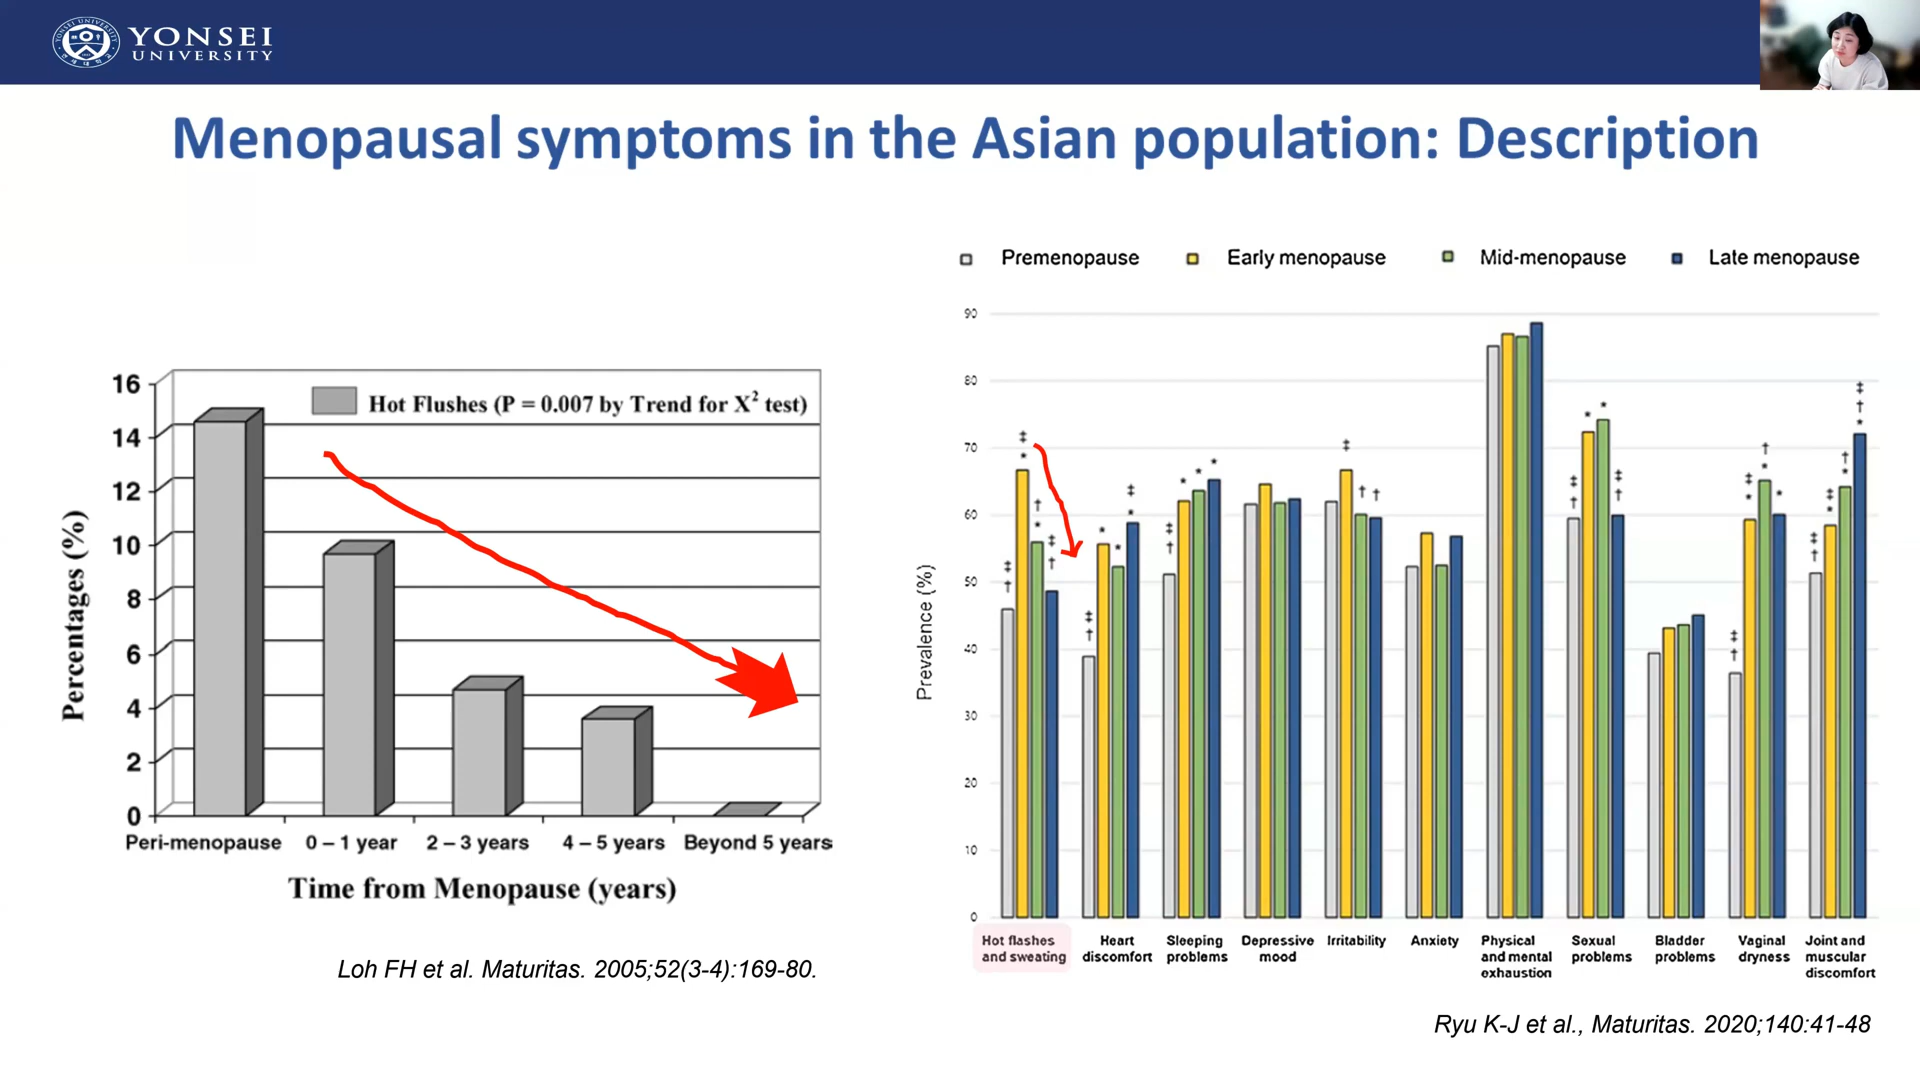 YONSEI
UNIVERSITY
Menopausal symptoms in the Asian population: Description
Hot Flushes (P = 0.007 by Trend for X² test)
Percentages (%)
16
14
12
10
8
6
4
2
0
Peri-menopause
0 – 1 year
2 – 3 years
4 – 5 years
Beyond 5 years
Time from Menopause (years)
Loh FH et al. Maturitas. 2005;52(3-4):169-80.
Premenopause
Early menopause
Mid-menopause
Late menopause
Prevalence (%)
90
80
70
60
50
40
30
20
10
0
Hot flashes
and sweating
Heart
discomfort
Sleeping
problems
Depressive
mood
Irritability
Anxiety
Physical
and mental
exhaustion
Sexual
problems
Bladder
problems
Vaginal
dryness
Joint and
muscular
discomfort
Ryu K-J et al., Maturitas. 2020;140:41-48